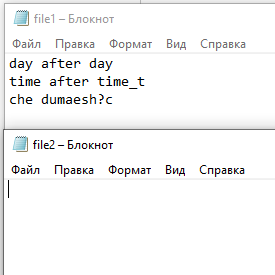 file1 – Блокнот
Файл Правка Формат Вид Справка
day after day
time after time_t
che dumaesh?c
file2 – Блокнот
Файл Правка Формат Вид Справка